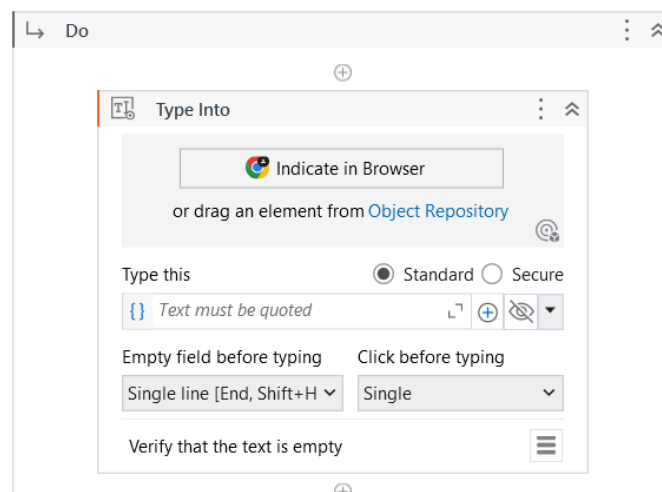 Do
Type Into
Indicate in Browser
or drag an element from Object Repository
Type this Standard Secure
{ } Text must be quoted
Empty field before typing Click before typing
Single line [End, Shift+H Single
Verify that the text is empty